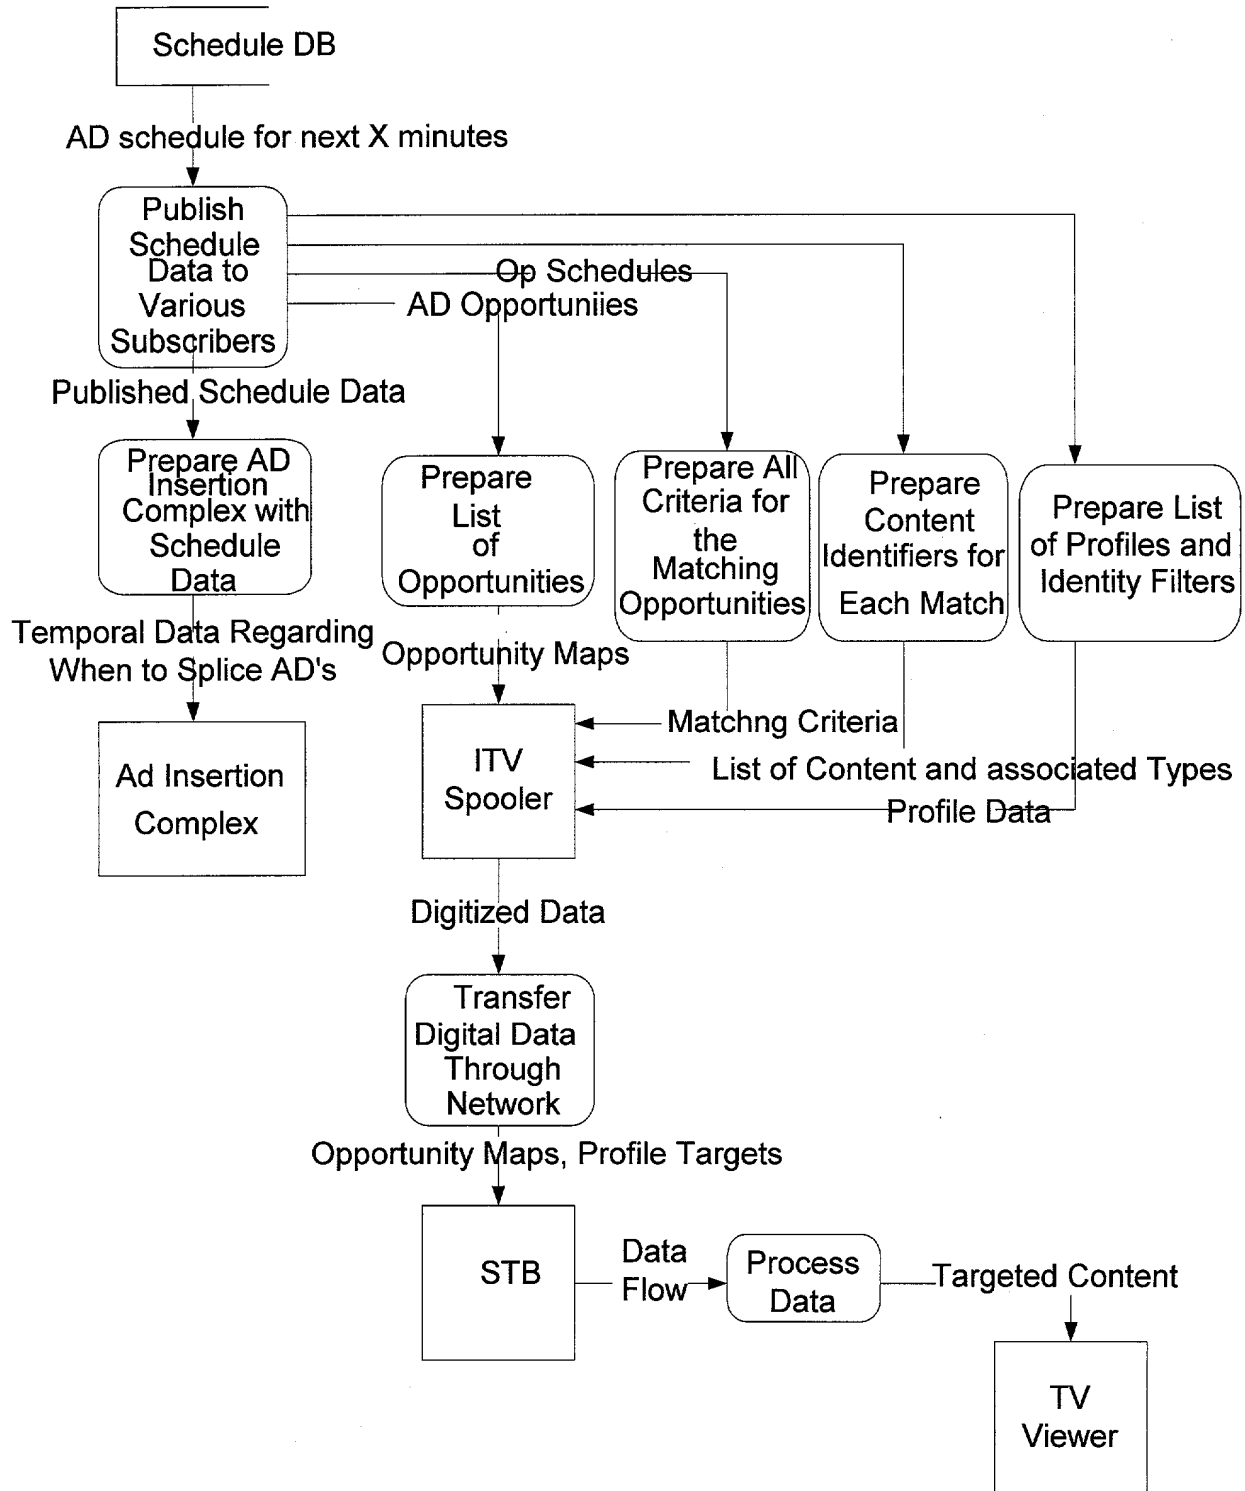 Schedule DB
AD schedule for next X minutes
Publish
Schedule
Data to
Various
Subscribers
Op Schedules
AD Opportuniies
Published Schedule Data
Prepare AD
Insertion
Complex with
Schedule
Data
Prepare
List
of
Opportunities
Prepare All
Criteria for
the
Matching
Opportunities
Prepare
Content
Identifiers for
Each Match
Prepare List
of Profiles and
Identity Filters
Temporal Data Regarding
When to Splice AD's
Opportunity Maps
Matchng Criteria
List of Content and associated Types
Profile Data
Ad Insertion
Complex
ITV
Spooler
Digitized Data
Transfer
Digital Data
Through
Network
Opportunity Maps, Profile Targets
STB
Data
Flow
Process
Data
Targeted Content
TV
Viewer